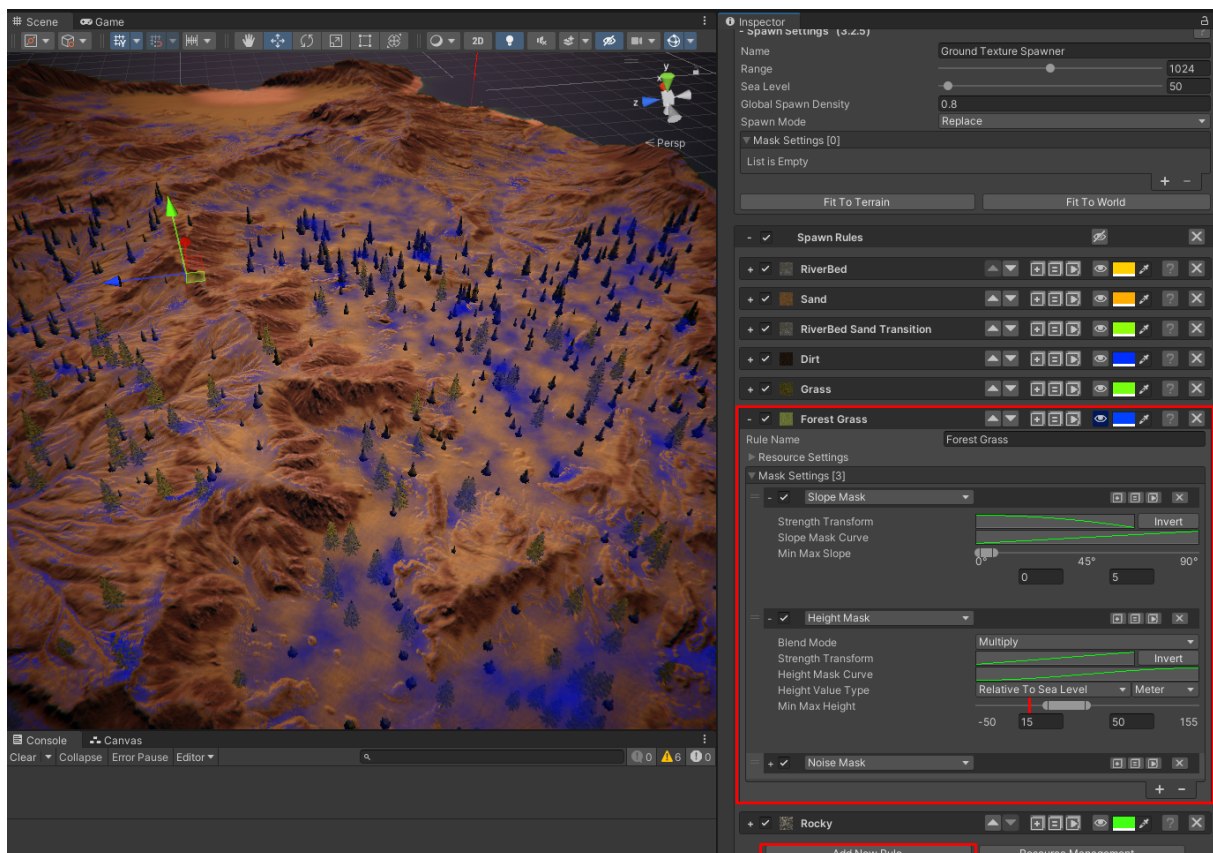 Scene
Game
2D
y
x
z
Persp
Console
Canvas
Clear
Collapse
Error Pause
Editor
0
6
0
Inspector
- Spawn Settings (3.2.5)
Name
Ground Texture Spawner
Range
1024
Sea Level
50
Global Spawn Density
0.8
Spawn Mode
Replace
Mask Settings [0]
List is Empty
+ -
Fit To Terrain
Fit To World
- Spawn Rules
+ RiverBed
+ Sand
+ RiverBed Sand Transition
+ Dirt
+ Grass
- Forest Grass
Rule Name
Forest Grass
Resource Settings
Mask Settings [3]
- Slope Mask
Strength Transform
Invert
Slope Mask Curve
Min Max Slope
0° 45° 90°
0 5
- Height Mask
Blend Mode
Multiply
Strength Transform
Invert
Height Mask Curve
Height Value Type
Relative To Sea Level
Meter
Min Max Height
-50 15 50 155
+ Noise Mask
+ -
+ Rocky
Add New Rule
Resource Management